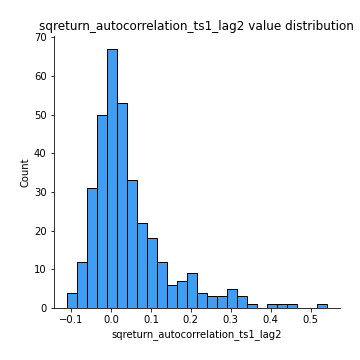 sqreturn_autocorrelation_ts1_lag2 value distribution
70
60
50
40
30
20
10
0
Count
−0.1 0.0 0.1 0.2 0.3 0.4 0.5
sqreturn_autocorrelation_ts1_lag2